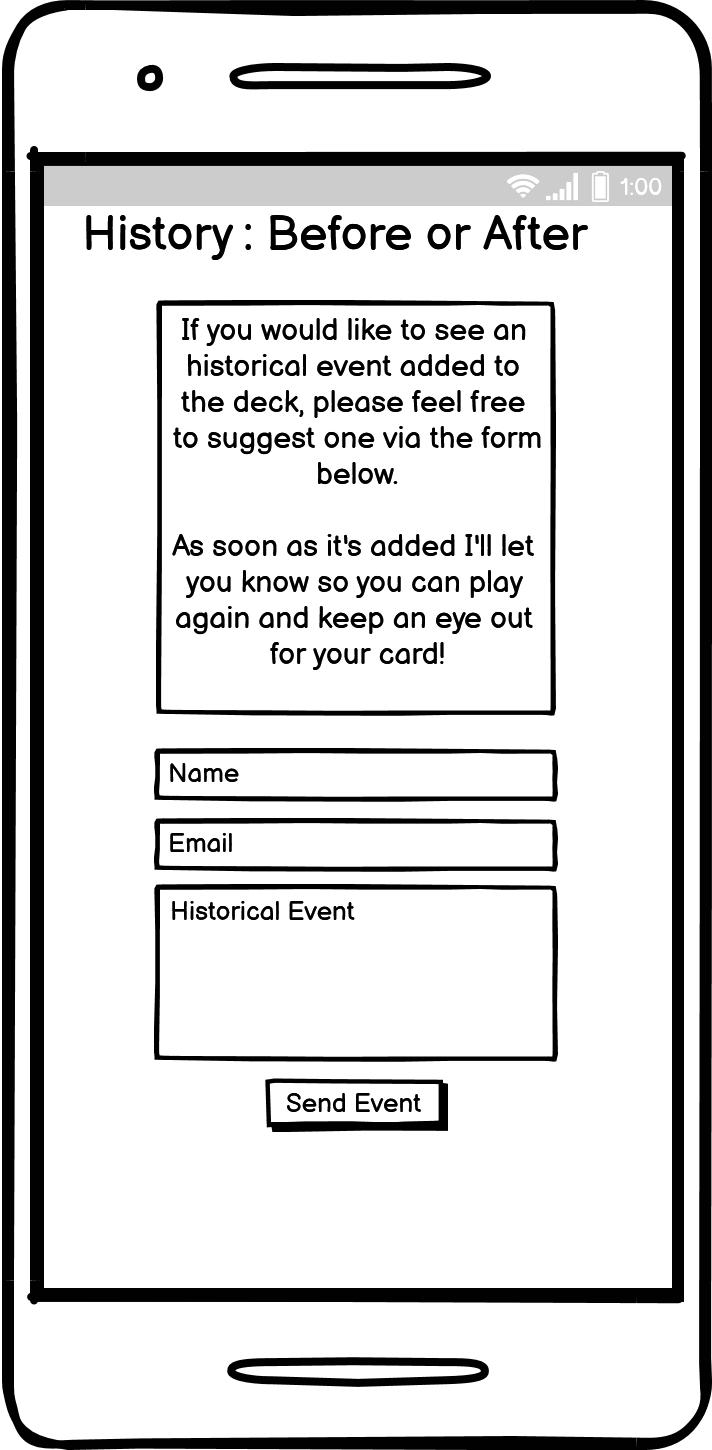 1:00
History : Before or After
If you would like to see an
historical event added to
the deck, please feel free
to suggest one via the form
below.
As soon as it's added I'll let
you know so you can play
again and keep an eye out
for your card!
Name
Email
Historical Event
Send Event